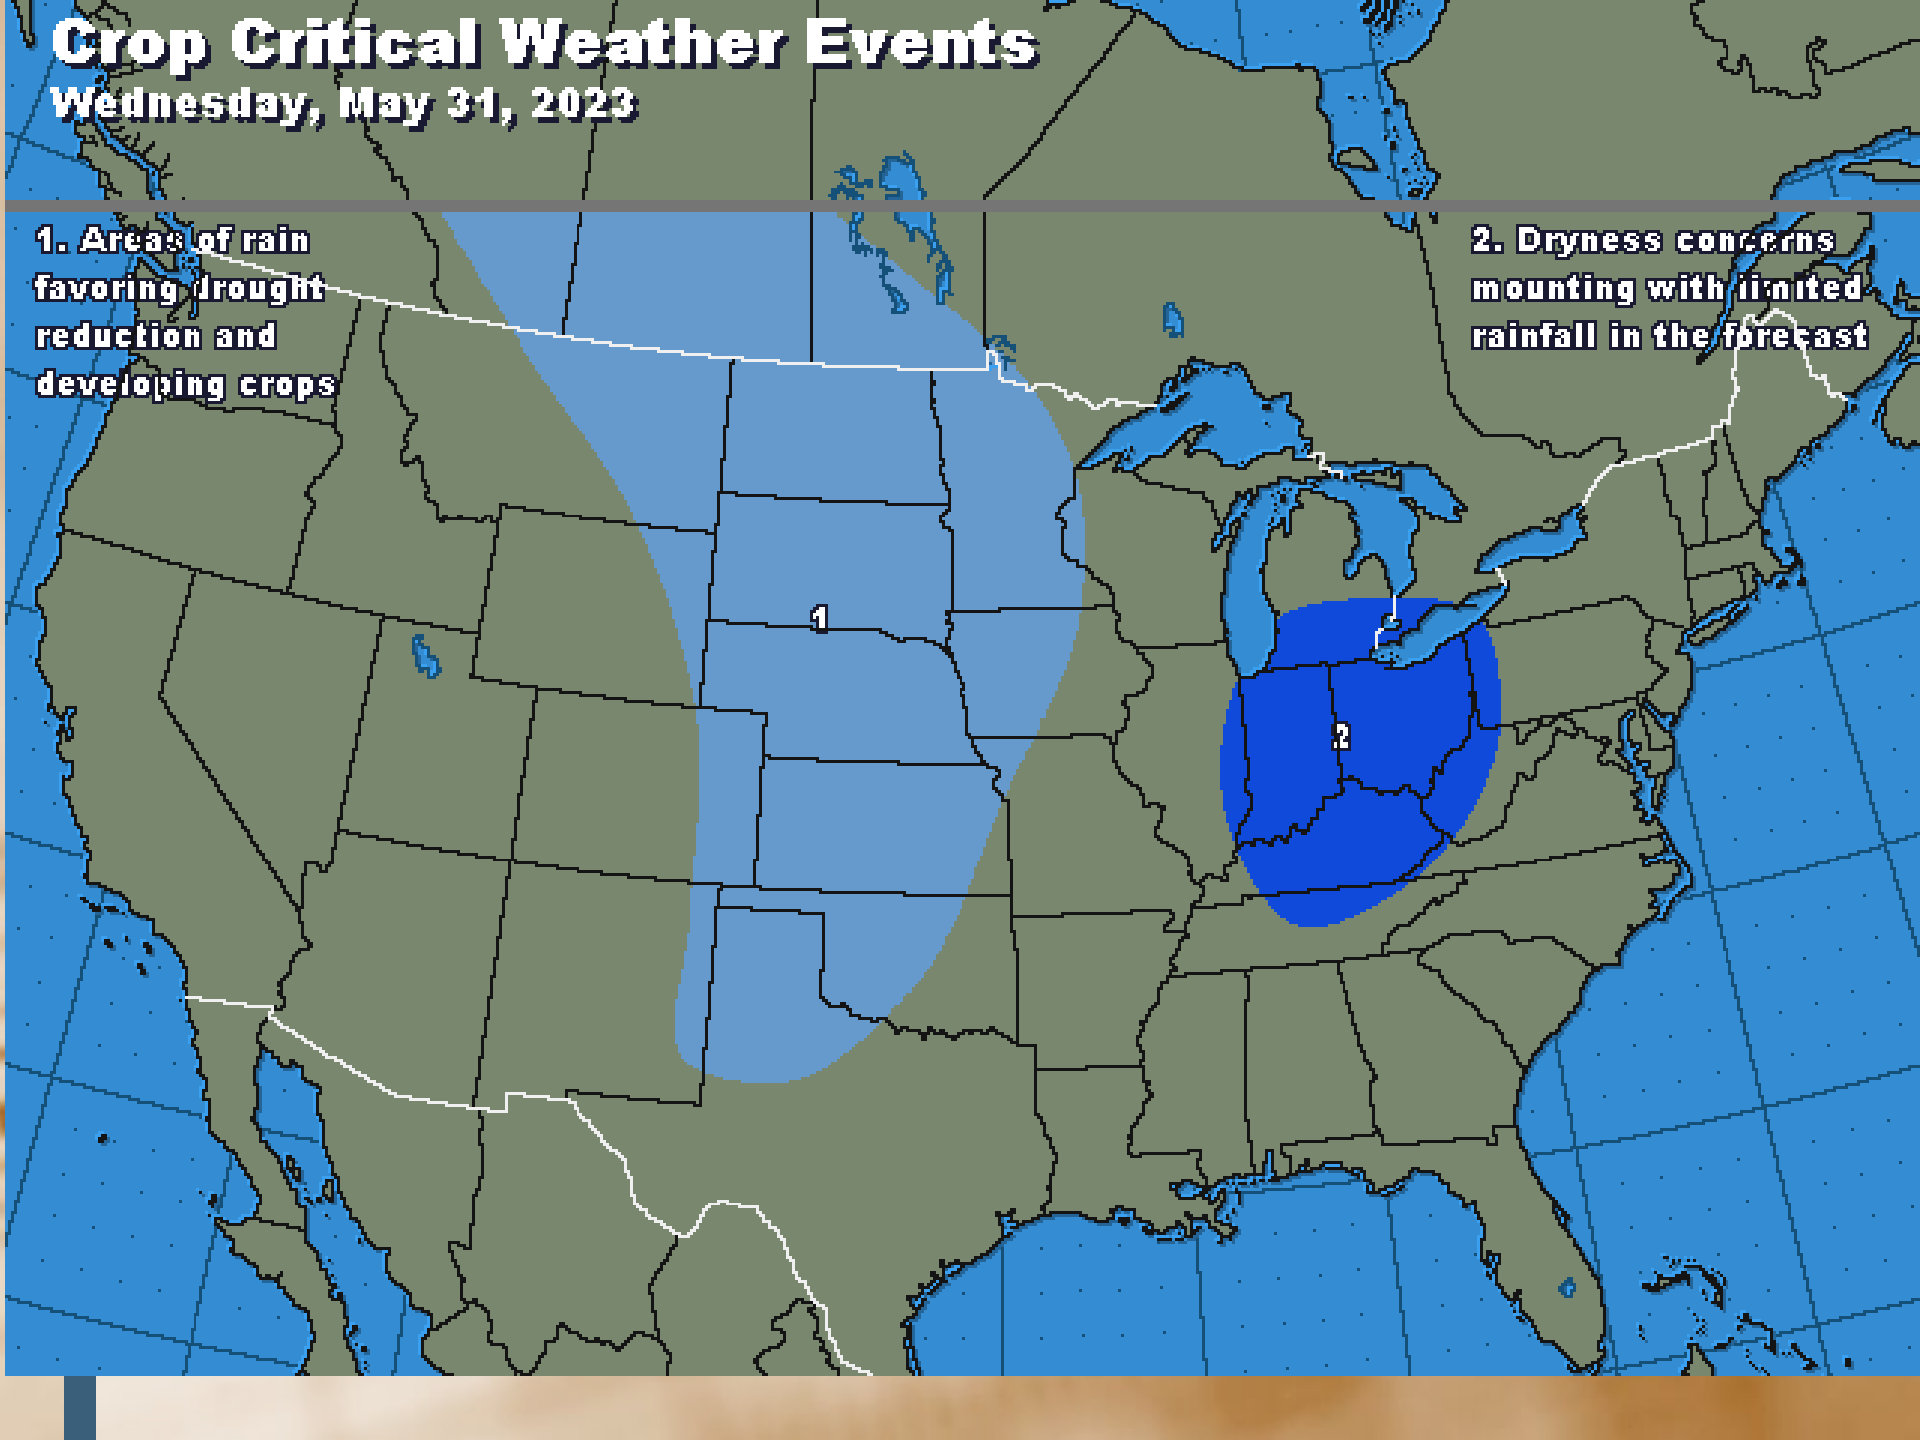 Crop Critical Weather Events
Wednesday, May 31, 2023
1. Areas of rain
favoring drought
reduction and
developing crops
2. Dryness concerns
mounting with limited
rainfall in the forecast
1
2